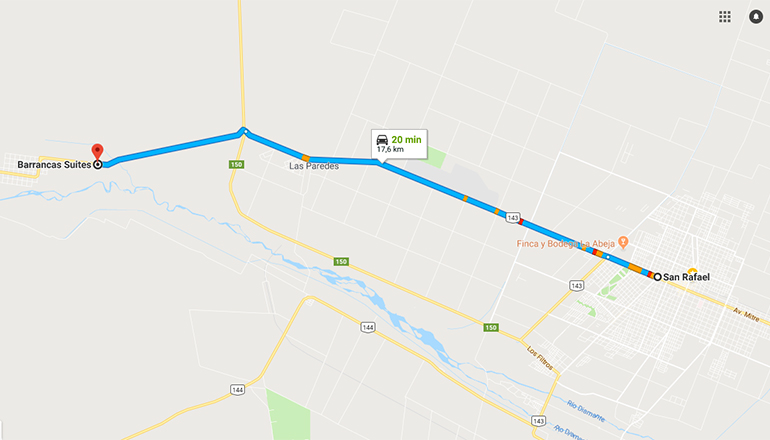 20 min
17,6 km
Barrancas Suites
150
Las Paredes
143
Finca y Bodega La Abeja
150
San Rafael
143
Av. Mitre
144
150
Los Filtros
144
Río Diamante
143
Río Diamante